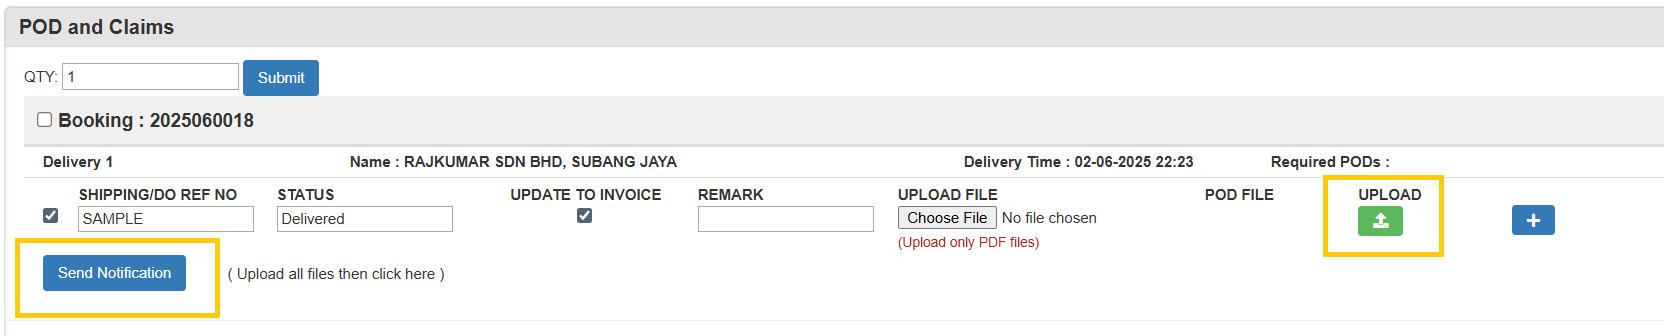 POD and Claims
QTY: 1 Submit
Booking : 2025060018
Delivery 1 Name : RAJKUMAR SDN BHD, SUBANG JAYA Delivery Time : 02-06-2025 22:23 Required PODs :
SHIPPING/DO REF NO STATUS UPDATE TO INVOICE REMARK UPLOAD FILE POD FILE UPLOAD
SAMPLE Delivered Choose File No file chosen +
(Upload only PDF files)
Send Notification ( Upload all files then click here )